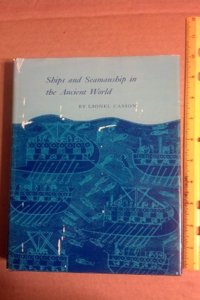 Ships and Seamanship in
the Ancient World
BY LIONEL CASSON